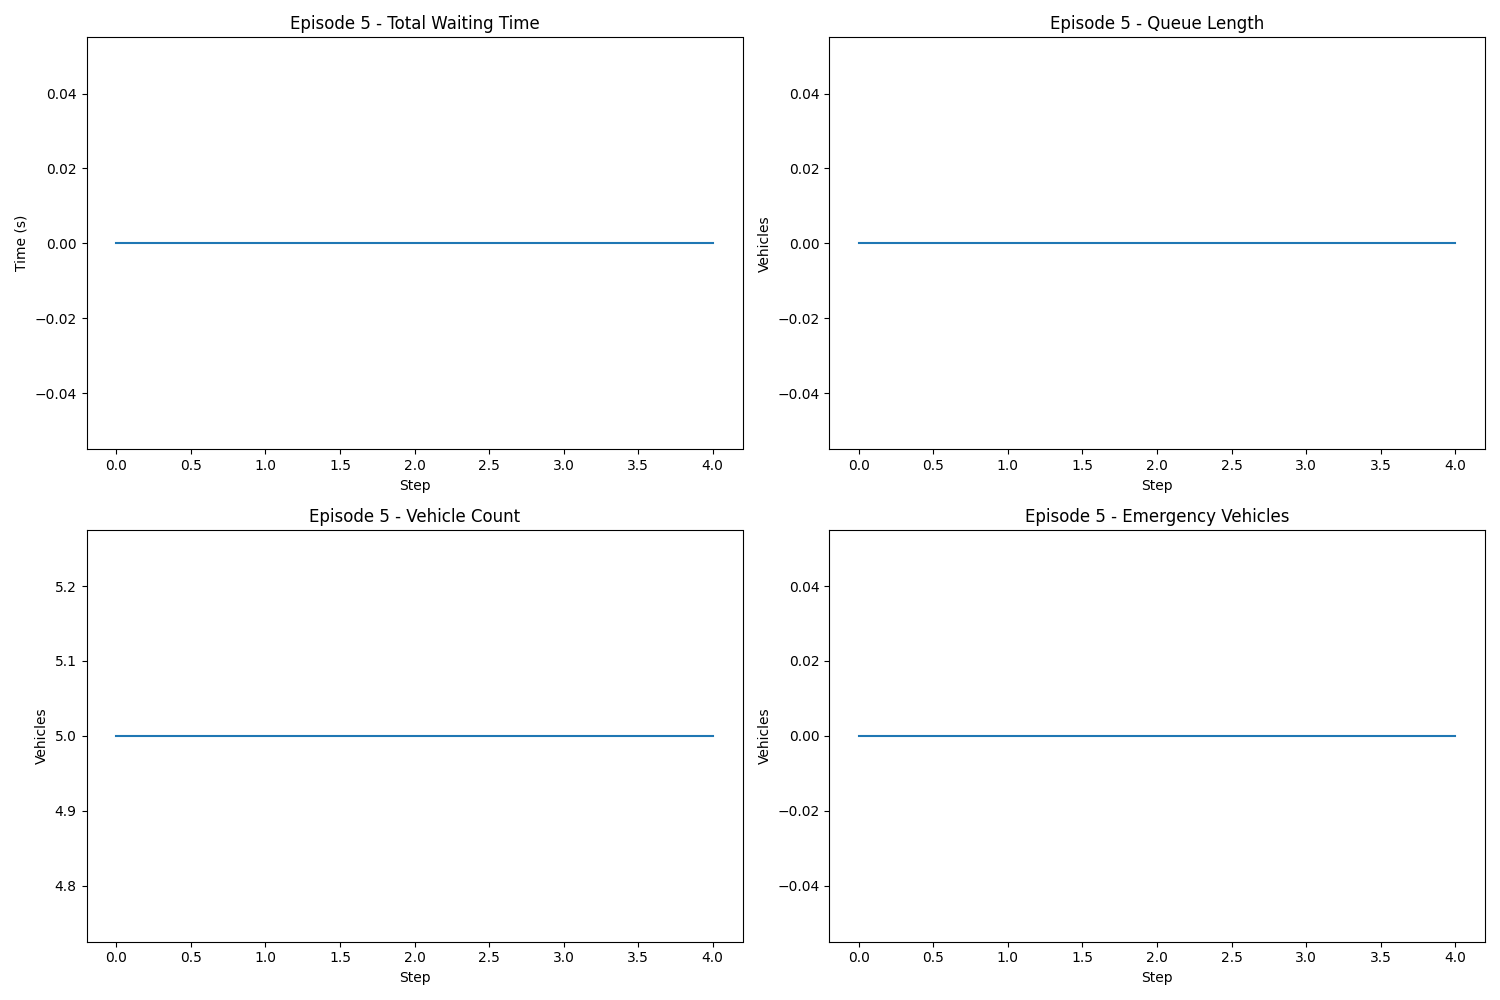 Episode 5 - Total Waiting Time
Time (s)
0.04
0.02
0.00
−0.02
−0.04
0.0 0.5 1.0 1.5 2.0 2.5 3.0 3.5 4.0
Step
Episode 5 - Queue Length
Vehicles
0.04
0.02
0.00
−0.02
−0.04
0.0 0.5 1.0 1.5 2.0 2.5 3.0 3.5 4.0
Step
Episode 5 - Vehicle Count
Vehicles
5.2
5.1
5.0
4.9
4.8
0.0 0.5 1.0 1.5 2.0 2.5 3.0 3.5 4.0
Step
Episode 5 - Emergency Vehicles
Vehicles
0.04
0.02
0.00
−0.02
−0.04
0.0 0.5 1.0 1.5 2.0 2.5 3.0 3.5 4.0
Step